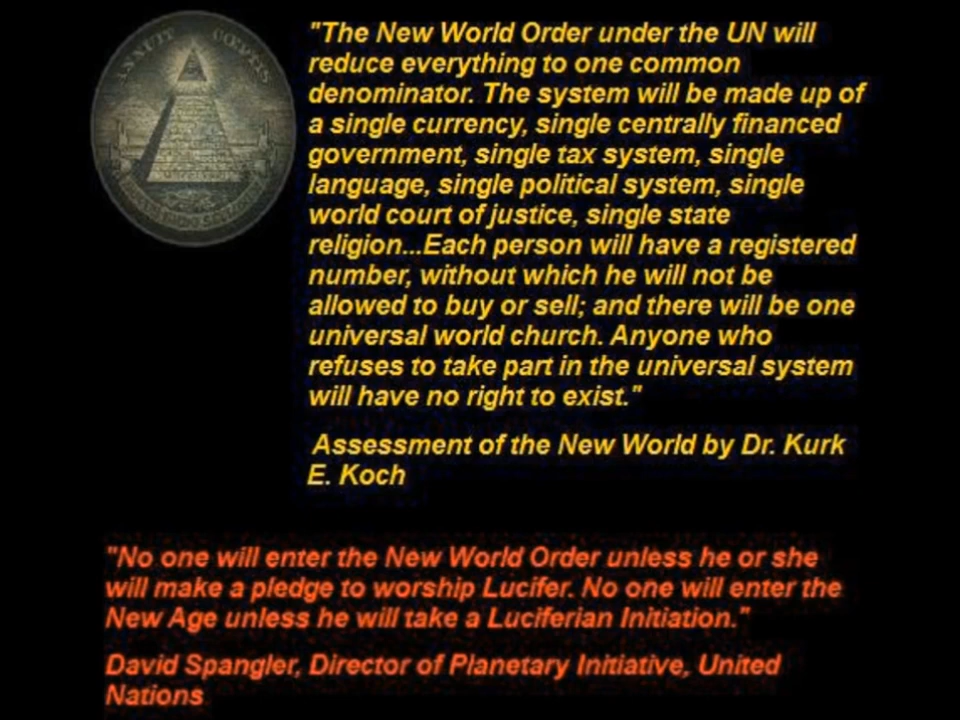 ANNUIT CŒPTIS
"The New World Order under the UN will
reduce everything to one common
denominator. The system will be made up of
a single currency, single centrally financed
government, single tax system, single
language, single political system, single
world court of justice, single state
religion...Each person will have a registered
number, without which he will not be
allowed to buy or sell; and there will be one
universal world church. Anyone who
refuses to take part in the universal system
will have no right to exist."
Assessment of the New World by Dr. Kurk
E. Koch
"No one will enter the New World Order unless he or she
will make a pledge to worship Lucifer. No one will enter the
New Age unless he will take a Luciferian Initiation."
David Spangler, Director of Planetary Initiative, United
Nations